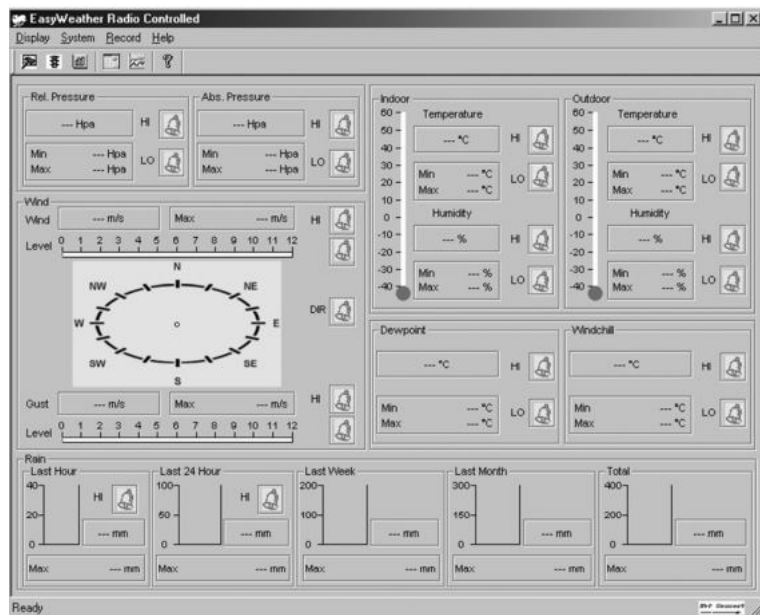 EasyWeather Radio Controlled
Display System Record Help
Rel. Pressure
--- Hpa
HI
Min --- Hpa
Max --- Hpa
LO
Abs. Pressure
--- Hpa
HI
Min --- Hpa
Max --- Hpa
LO
Wind
Wind --- m/s
Max --- m/s
HI
Level 0 1 2 3 4 5 6 7 8 9 10 11 12
N
NW NE
W E
SW SE
S
DIR
Gust --- m/s
Max --- m/s
HI
Level 0 1 2 3 4 5 6 7 8 9 10 11 12
Indoor
60
50
40
30
20
10
0
-10
-20
-30
-40
Temperature
--- °C
HI
Min --- °C
Max --- °C
LO
Humidity
--- %
HI
Min --- %
Max --- %
LO
Outdoor
60
50
40
30
20
10
0
-10
-20
-30
-40
Temperature
--- °C
HI
Min --- °C
Max --- °C
LO
Humidity
--- %
HI
Min --- %
Max --- %
LO
Dewpoint
--- °C
HI
Min --- °C
Max --- °C
LO
Windchill
--- °C
HI
Min --- °C
Max --- °C
LO
Rain
Last Hour
40
20
0
HI
--- mm
Max --- mm
Last 24 Hour
100
50
0
HI
--- mm
Max --- mm
Last Week
200
100
0
--- mm
Max --- mm
Last Month
300
150
0
--- mm
Max --- mm
Total
400
200
0
--- mm
Max --- mm
Ready